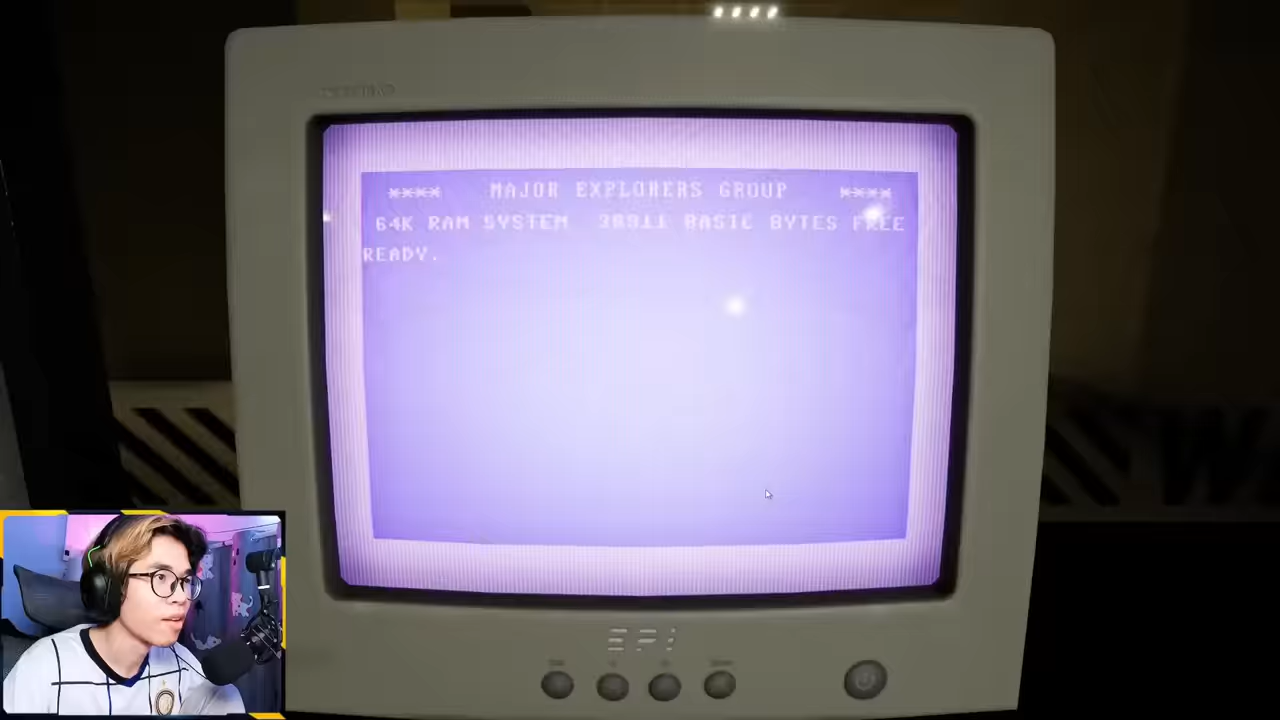 **** MAJOR EXPLORERS GROUP ****
64K RAM SYSTEM 38911 BASIC BYTES FREE
READY.